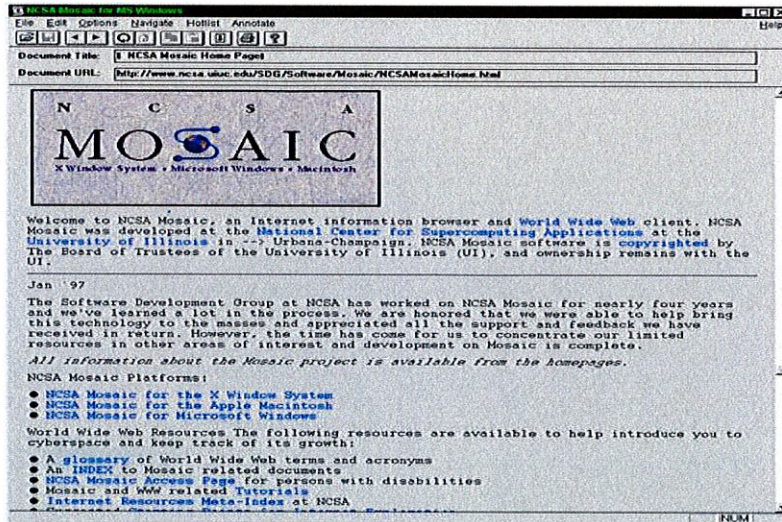 NCSA Mosaic for MS Windows
File Edit Options Navigate Hotlist Annotate
Help
Document Title: NCSA Mosaic Home Page
Document URL: http://www.ncsa.uiuc.edu/SDG/Software/Mosaic/NCSAMosaicHome.html
N C S A
MOSAIC
X Window System • Microsoft Windows • Macintosh
Welcome to NCSA Mosaic, an Internet information browser and World Wide Web client. NCSA
Mosaic was developed at the National Center for Supercomputing Applications at the
University of Illinois in --> Urbana-Champaign. NCSA Mosaic software is copyrighted by
The Board of Trustees of the University of Illinois (UI), and ownership remains with the
UI.
Jan '97
The Software Development Group at NCSA has worked on NCSA Mosaic for nearly four years
and we've learned a lot in the process. We are honored that we were able to help bring
this technology to the masses and appreciated all the support and feedback we have
received in return. However, the time has come for us to concentrate our limited
resources in other areas of interest and development on Mosaic is complete.
All information about the Mosaic project is available from the homepages.
NCSA Mosaic Platforms:
● NCSA Mosaic for the X Window System
● NCSA Mosaic for the Apple Macintosh
● NCSA Mosaic for Microsoft Windows
World Wide Web Resources The following resources are available to help introduce you to
cyberspace and keep track of its growth:
● A glossary of World Wide Web terms and acronyms
● An INDEX to Mosaic related documents
● NCSA Mosaic Access Page for persons with disabilities
● Mosaic and WWW related Tutorials
● Internet Resources Meta-Index at NCSA
NUM